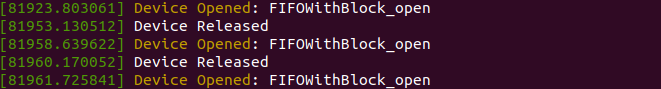 [81923.803061] Device Opened: FIFOWithBlock_open
[81953.130512] Device Released
[81958.639622] Device Opened: FIFOWithBlock_open
[81960.170052] Device Released
[81961.725841] Device Opened: FIFOWithBlock_open